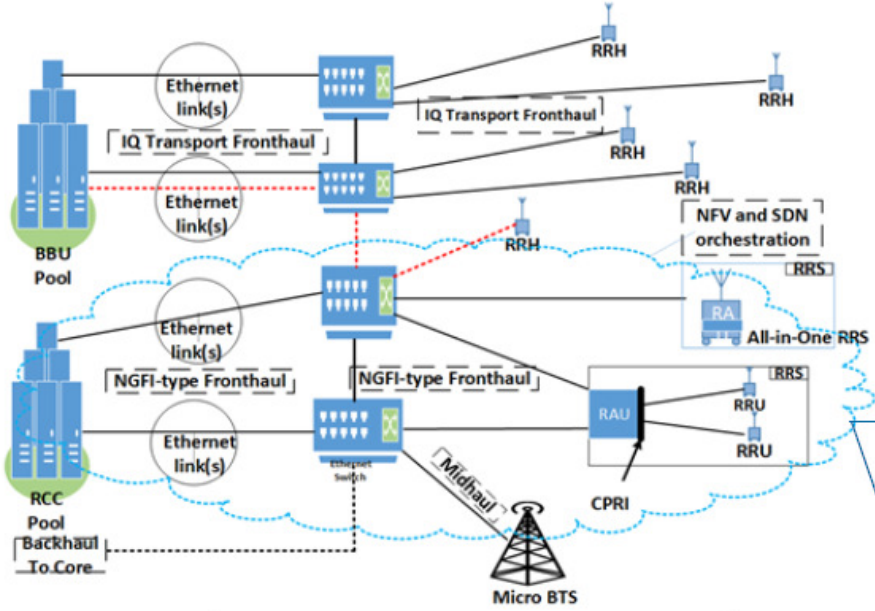 RRH
Ethernet
link(s)
RRH
IQ Transport Fronthaul
IQ Transport Fronthaul
RRH
RRH
Ethernet
link(s)
NFV and SDN
orchestration
RRH
BBU
Pool
RRS
RA
All-in-One RRS
Ethernet
link(s)
NGFI-type Fronthaul
NGFI-type Fronthaul
RRS
RRU
RAU
RRU
Ethernet
link(s)
Ethernet
Switch
Midhaul
CPRI
RCC
Pool
Backhaul
To Core
Micro BTS